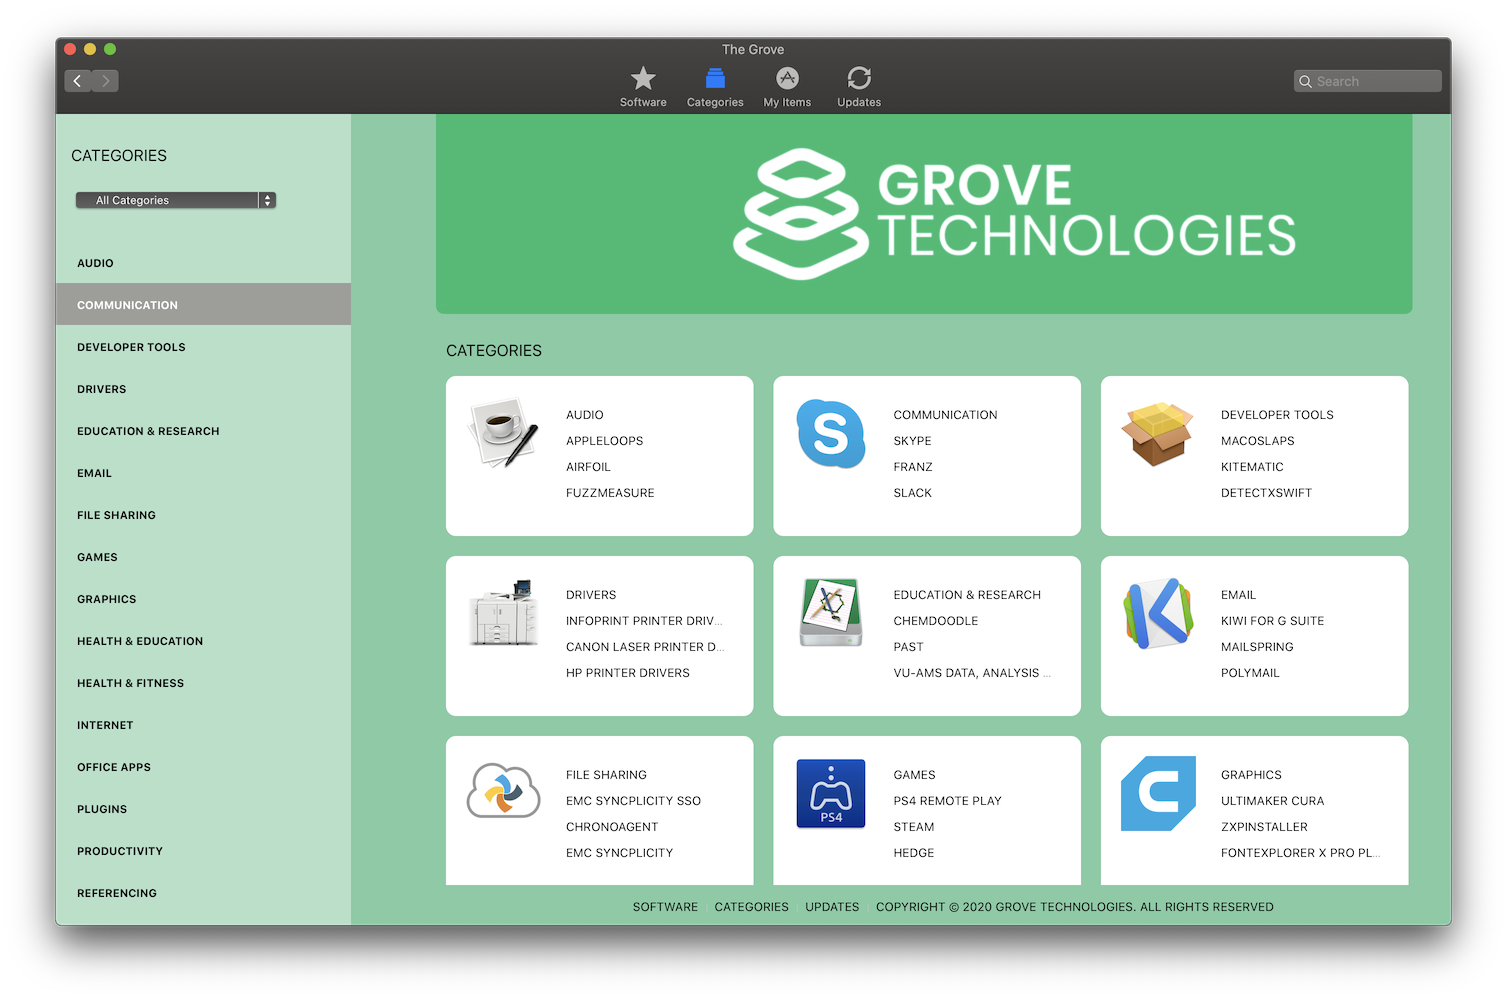 The Grove
Software
Categories
My Items
Updates
Search
CATEGORIES
All Categories
AUDIO
COMMUNICATION
DEVELOPER TOOLS
DRIVERS
EDUCATION & RESEARCH
EMAIL
FILE SHARING
GAMES
GRAPHICS
HEALTH & EDUCATION
HEALTH & FITNESS
INTERNET
OFFICE APPS
PLUGINS
PRODUCTIVITY
REFERENCING
GROVE
TECHNOLOGIES
CATEGORIES
AUDIO
APPLELOOPS
AIRFOIL
FUZZMEASURE
S
COMMUNICATION
SKYPE
FRANZ
SLACK
DEVELOPER TOOLS
MACOSLAPS
KITEMATIC
DETECTXSWIFT
DRIVERS
INFOPRINT PRINTER DRIV...
CANON LASER PRINTER D...
HP PRINTER DRIVERS
EDUCATION & RESEARCH
CHEMDOODLE
PAST
VU-AMS DATA, ANALYSIS ...
EMAIL
KIWI FOR G SUITE
MAILSPRING
POLYMAIL
FILE SHARING
EMC SYNCPLICITY SSO
CHRONOAGENT
EMC SYNCPLICITY
PS4
GAMES
PS4 REMOTE PLAY
STEAM
HEDGE
C
GRAPHICS
ULTIMAKER CURA
ZXPINSTALLER
FONTEXPLORER X PRO PL...
SOFTWARE CATEGORIES UPDATES COPYRIGHT © 2020 GROVE TECHNOLOGIES. ALL RIGHTS RESERVED